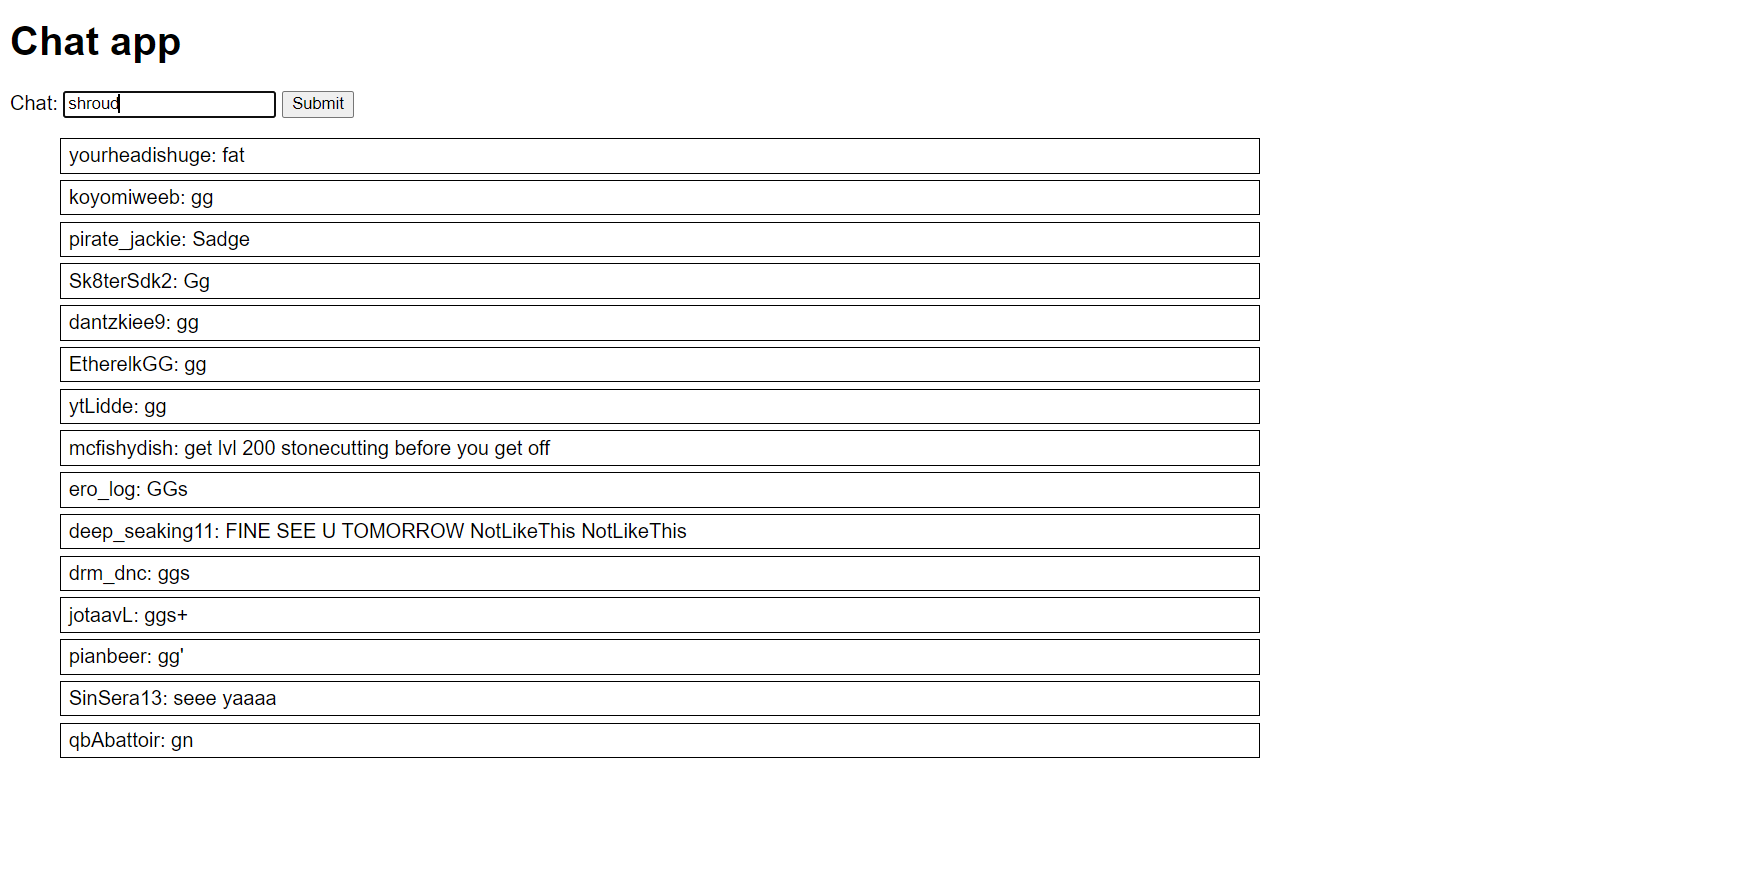 Chat app
Chat: shroud Submit
yourheadishuge: fat
koyomiweeb: gg
pirate_jackie: Sadge
Sk8terSdk2: Gg
dantzkiee9: gg
EtherelkGG: gg
ytLidde: gg
mcfishydish: get lvl 200 stonecutting before you get off
ero_log: GGs
deep_seaking11: FINE SEE U TOMORROW NotLikeThis NotLikeThis
drm_dnc: ggs
jotaavL: ggs+
pianbeer: gg'
SinSera13: seee yaaaa
qbAbattoir: gn